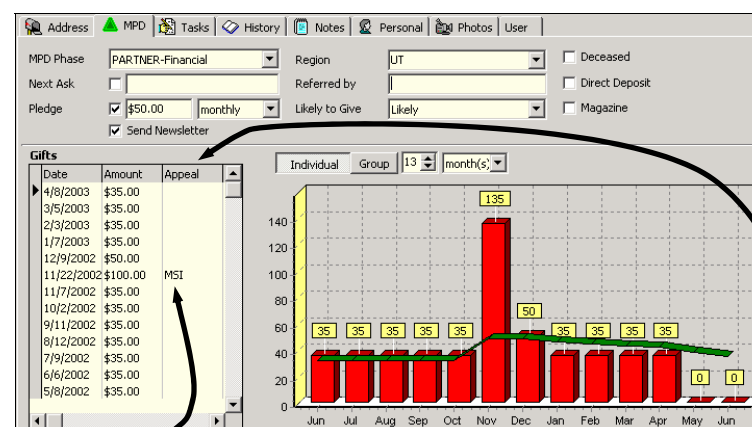 Address MPD Tasks History Notes Personal Photos User
MPD Phase PARTNER-Financial Region UT Deceased
Next Ask Referred by Direct Deposit
Pledge $50.00 monthly Likely to Give Likely Magazine
Send Newsletter
Gifts
Individual Group 13 month(s)
Date Amount Appeal
4/8/2003 $35.00
3/5/2003 $35.00
2/3/2003 $35.00
1/7/2003 $35.00
12/9/2002 $50.00
11/22/2002 $100.00 MSI
11/7/2002 $35.00
10/2/2002 $35.00
9/11/2002 $35.00
8/12/2002 $35.00
7/9/2002 $35.00
6/6/2002 $35.00
5/8/2002 $35.00
135
140
120
100
80
60
40
20
0
50
35 35 35 35 35 35 35 35 35
0 0
Jun Jul Aug Sep Oct Nov Dec Jan Feb Mar Apr May Jun